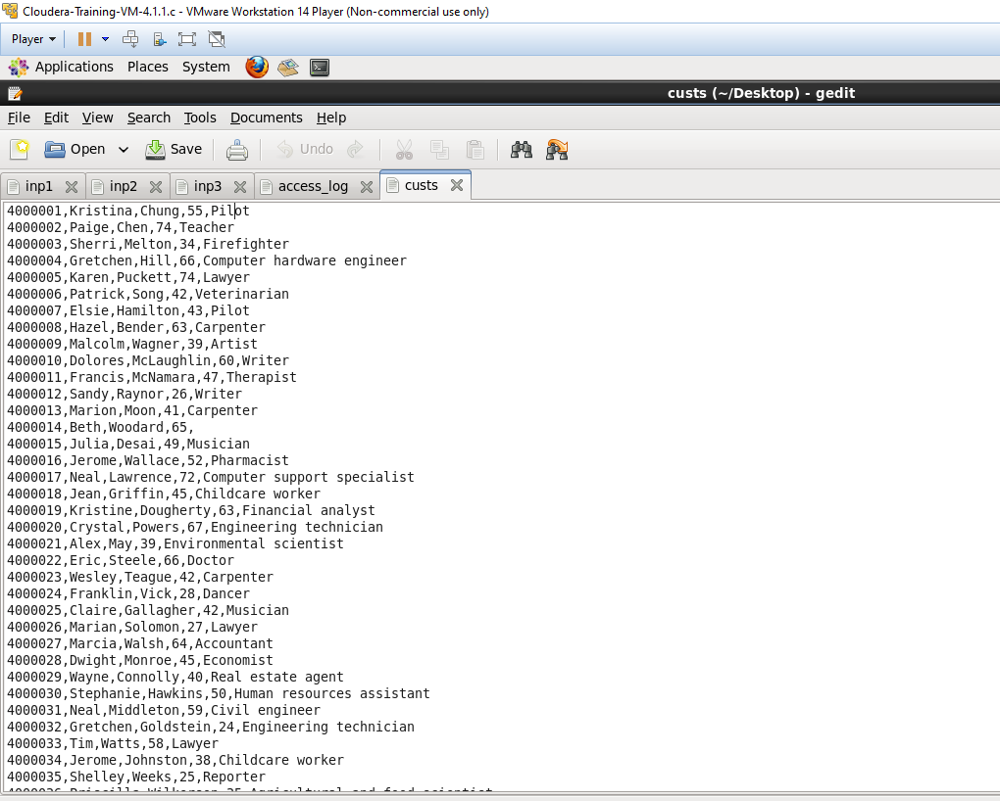 Cloudera-Training-VM-4.1.1.c - VMware Workstation 14 Player (Non-commercial use only)
Player
Applications Places System
custs (~/Desktop) - gedit
File Edit View Search Tools Documents Help
Open Save Undo
inp1 inp2 inp3 access_log custs
4000001,Kristina,Chung,55,Pilot
4000002,Paige,Chen,74,Teacher
4000003,Sherri,Melton,34,Firefighter
4000004,Gretchen,Hill,66,Computer hardware engineer
4000005,Karen,Puckett,74,Lawyer
4000006,Patrick,Song,42,Veterinarian
4000007,Elsie,Hamilton,43,Pilot
4000008,Hazel,Bender,63,Carpenter
4000009,Malcolm,Wagner,39,Artist
4000010,Dolores,McLaughlin,60,Writer
4000011,Francis,McNamara,47,Therapist
4000012,Sandy,Raynor,26,Writer
4000013,Marion,Moon,41,Carpenter
4000014,Beth,Woodard,65,
4000015,Julia,Desai,49,Musician
4000016,Jerome,Wallace,52,Pharmacist
4000017,Neal,Lawrence,72,Computer support specialist
4000018,Jean,Griffin,45,Childcare worker
4000019,Kristine,Dougherty,63,Financial analyst
4000020,Crystal,Powers,67,Engineering technician
4000021,Alex,May,39,Environmental scientist
4000022,Eric,Steele,66,Doctor
4000023,Wesley,Teague,42,Carpenter
4000024,Franklin,Vick,28,Dancer
4000025,Claire,Gallagher,42,Musician
4000026,Marian,Solomon,27,Lawyer
4000027,Marcia,Walsh,64,Accountant
4000028,Dwight,Monroe,45,Economist
4000029,Wayne,Connolly,40,Real estate agent
4000030,Stephanie,Hawkins,50,Human resources assistant
4000031,Neal,Middleton,59,Civil engineer
4000032,Gretchen,Goldstein,24,Engineering technician
4000033,Tim,Watts,58,Lawyer
4000034,Jerome,Johnston,38,Childcare worker
4000035,Shelley,Weeks,25,Reporter